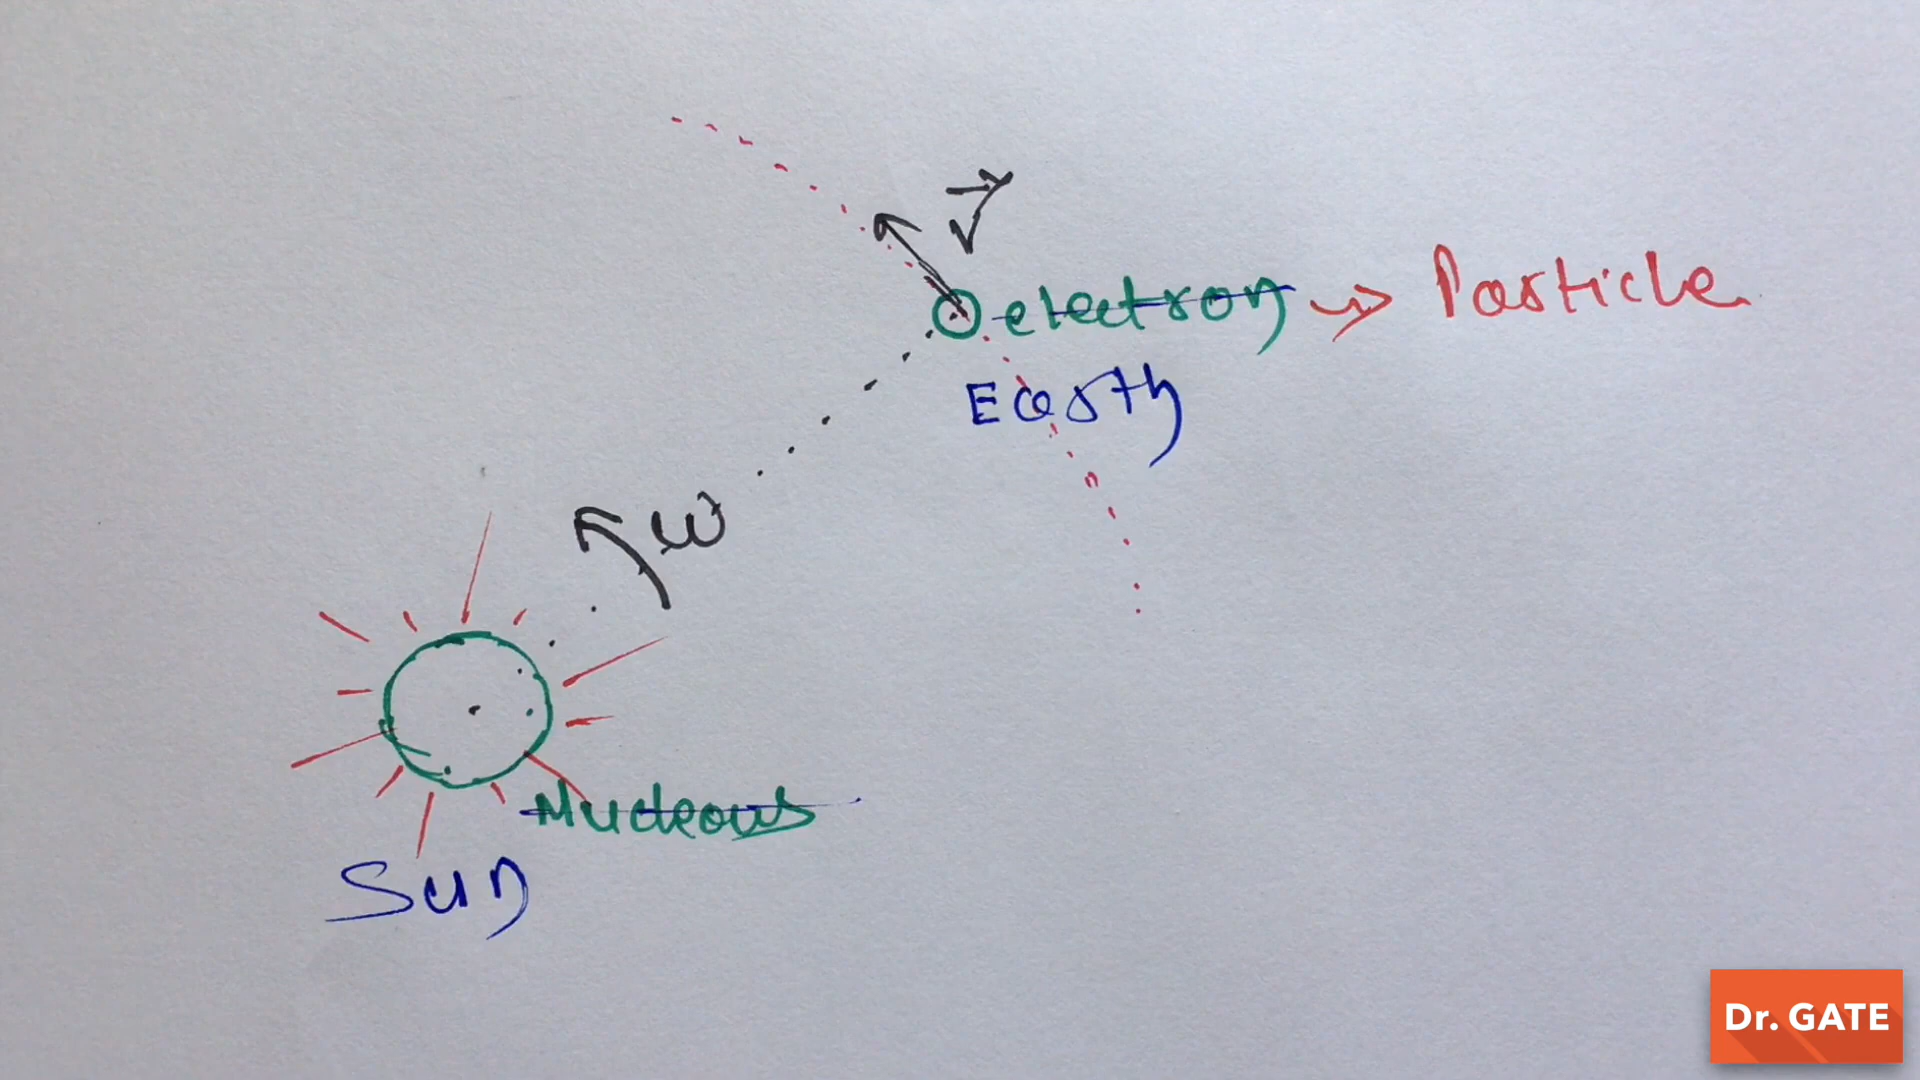 v
electron → Particle
Earth
ω
Nucleous
Sun
Dr. GATE